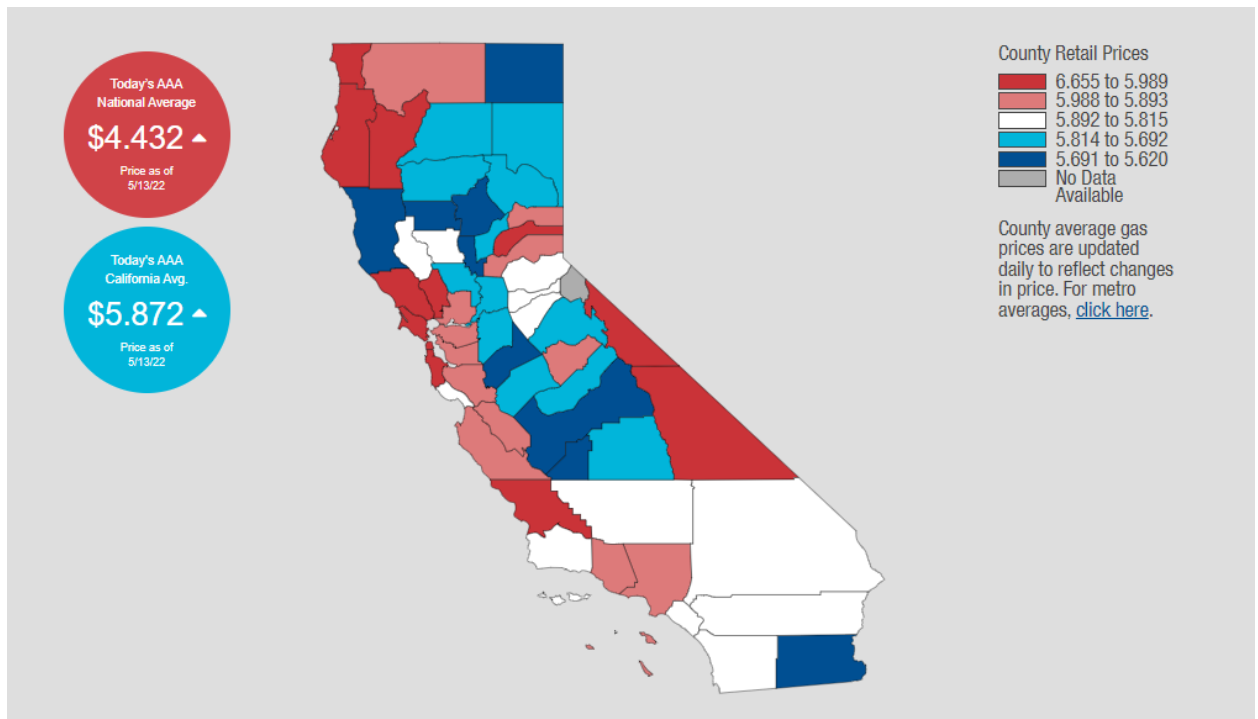 Today's AAA
National Average
$4.432
Price as of
5/13/22
Today's AAA
California Avg.
$5.872
Price as of
5/13/22
County Retail Prices
6.655 to 5.989
5.988 to 5.893
5.892 to 5.815
5.814 to 5.692
5.691 to 5.620
No Data
Available
County average gas
prices are updated
daily to reflect changes
in price. For metro
averages, click here.